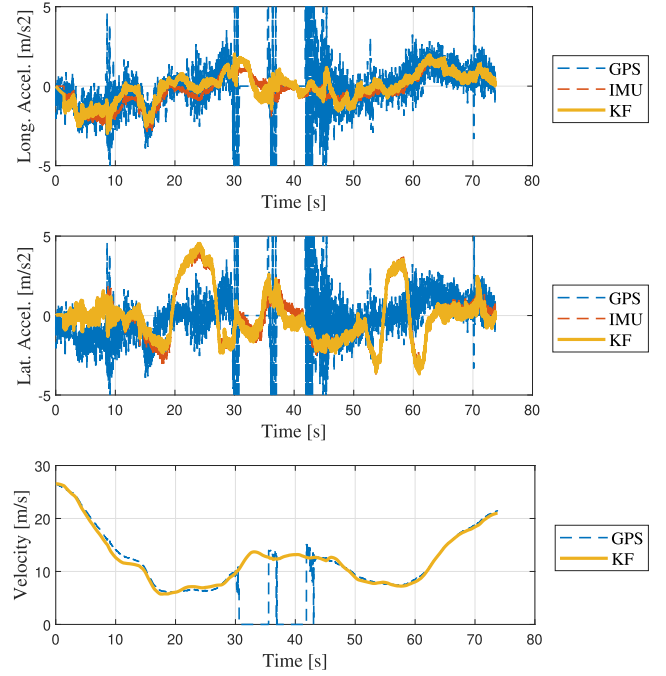 5
0
-5
Long. Accel. [m/s2]
0 10 20 30 40 50 60 70 80
Time [s]
GPS
IMU
KF
5
0
-5
Lat. Accel. [m/s2]
0 10 20 30 40 50 60 70 80
Time [s]
GPS
IMU
KF
30
20
10
0
Velocity [m/s]
0 10 20 30 40 50 60 70 80
Time [s]
GPS
KF